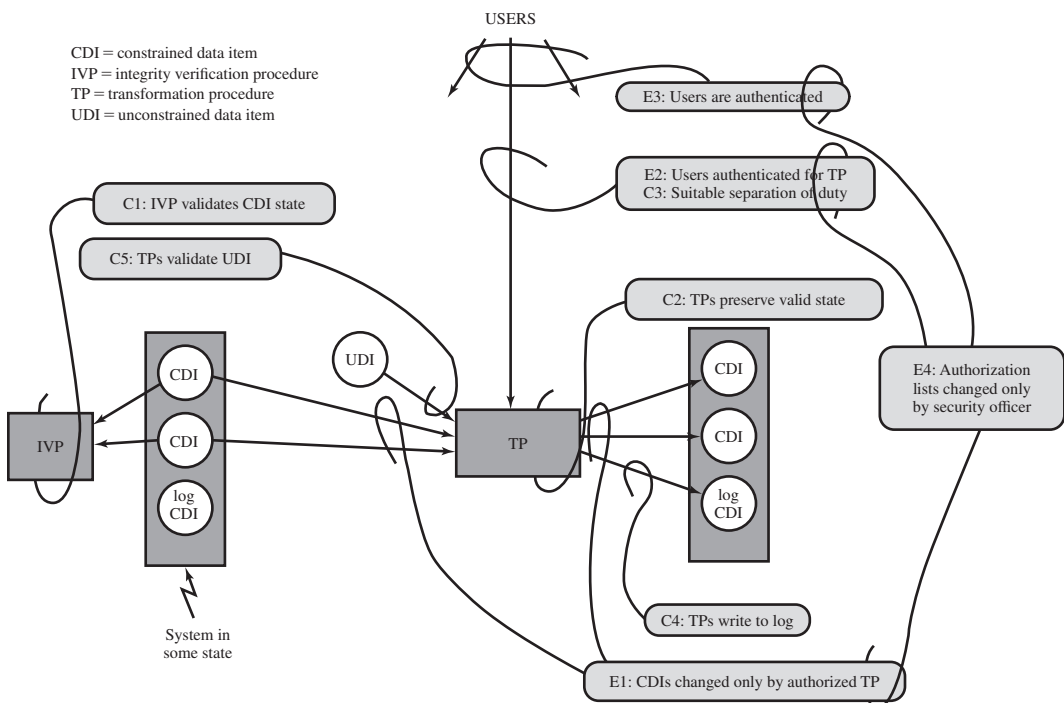 USERS
CDI = constrained data item
IVP = integrity verification procedure
TP = transformation procedure
UDI = unconstrained data item
E3: Users are authenticated
E2: Users authenticated for TP
C3: Suitable separation of duty
C1: IVP validates CDI state
C5: TPs validate UDI
C2: TPs preserve valid state
UDI
CDI
CDI
log
CDI
IVP
TP
CDI
CDI
log
CDI
E4: Authorization
lists changed only
by security officer
System in
some state
C4: TPs write to log
E1: CDIs changed only by authorized TP